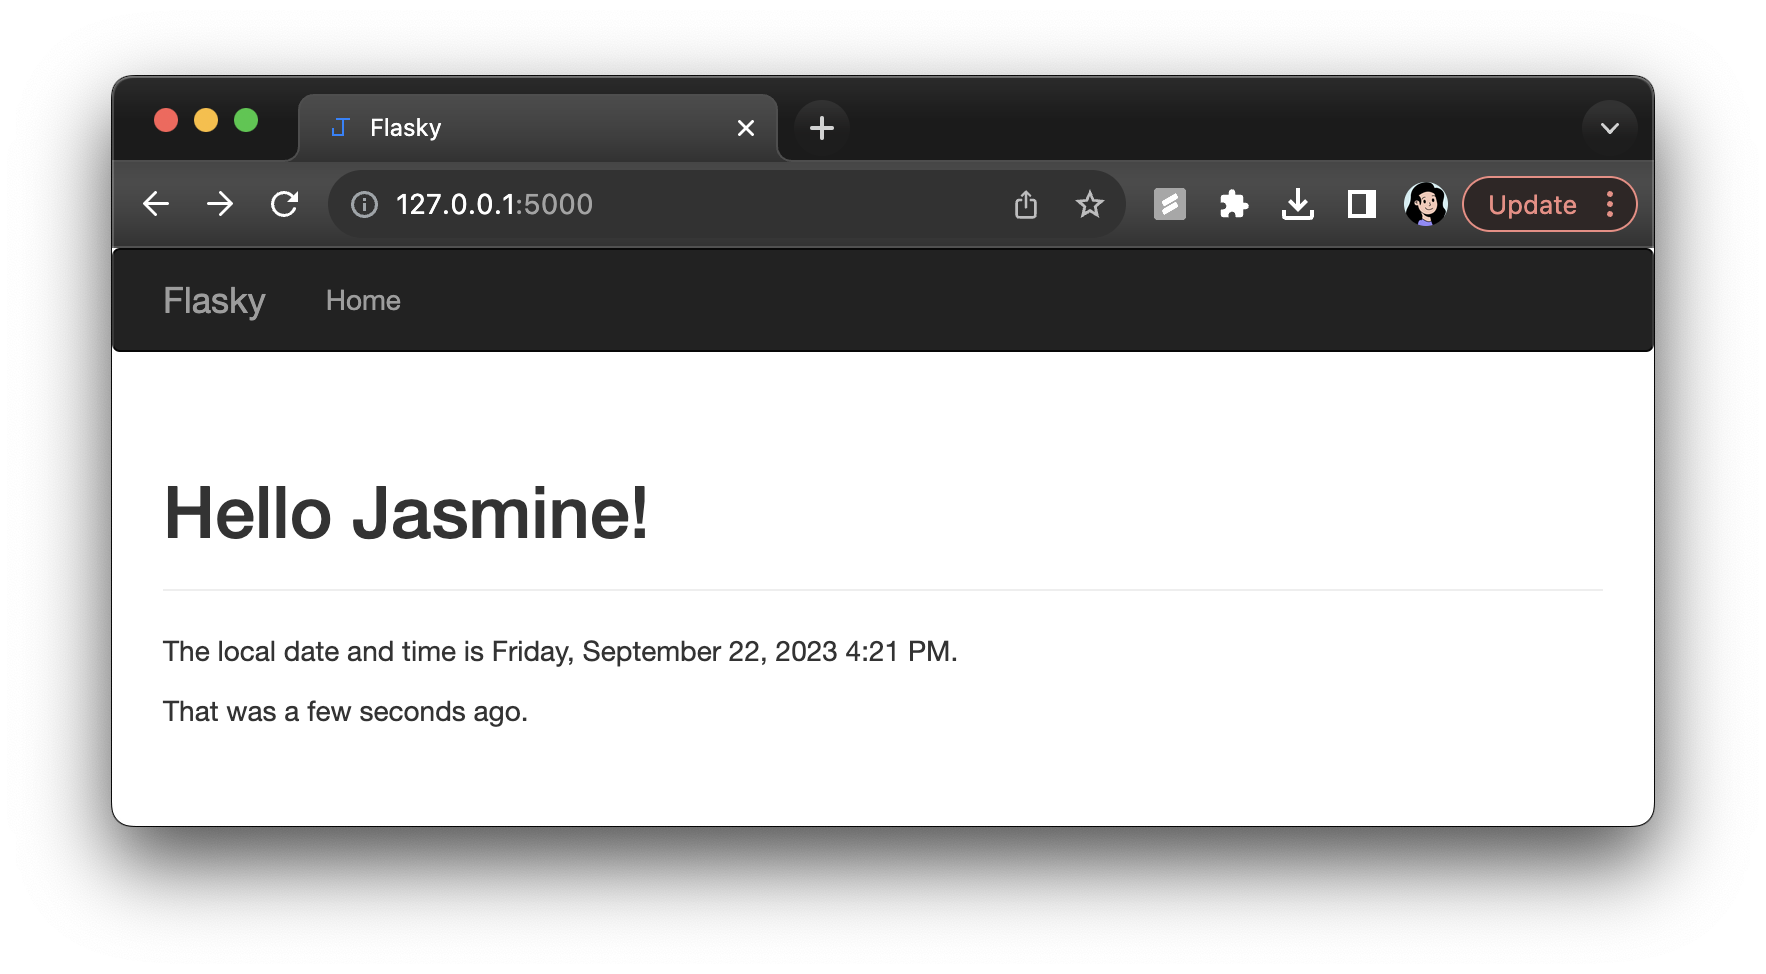 Flasky
127.0.0.1:5000
Update
Flasky Home
Hello Jasmine!
The local date and time is Friday, September 22, 2023 4:21 PM.
That was a few seconds ago.